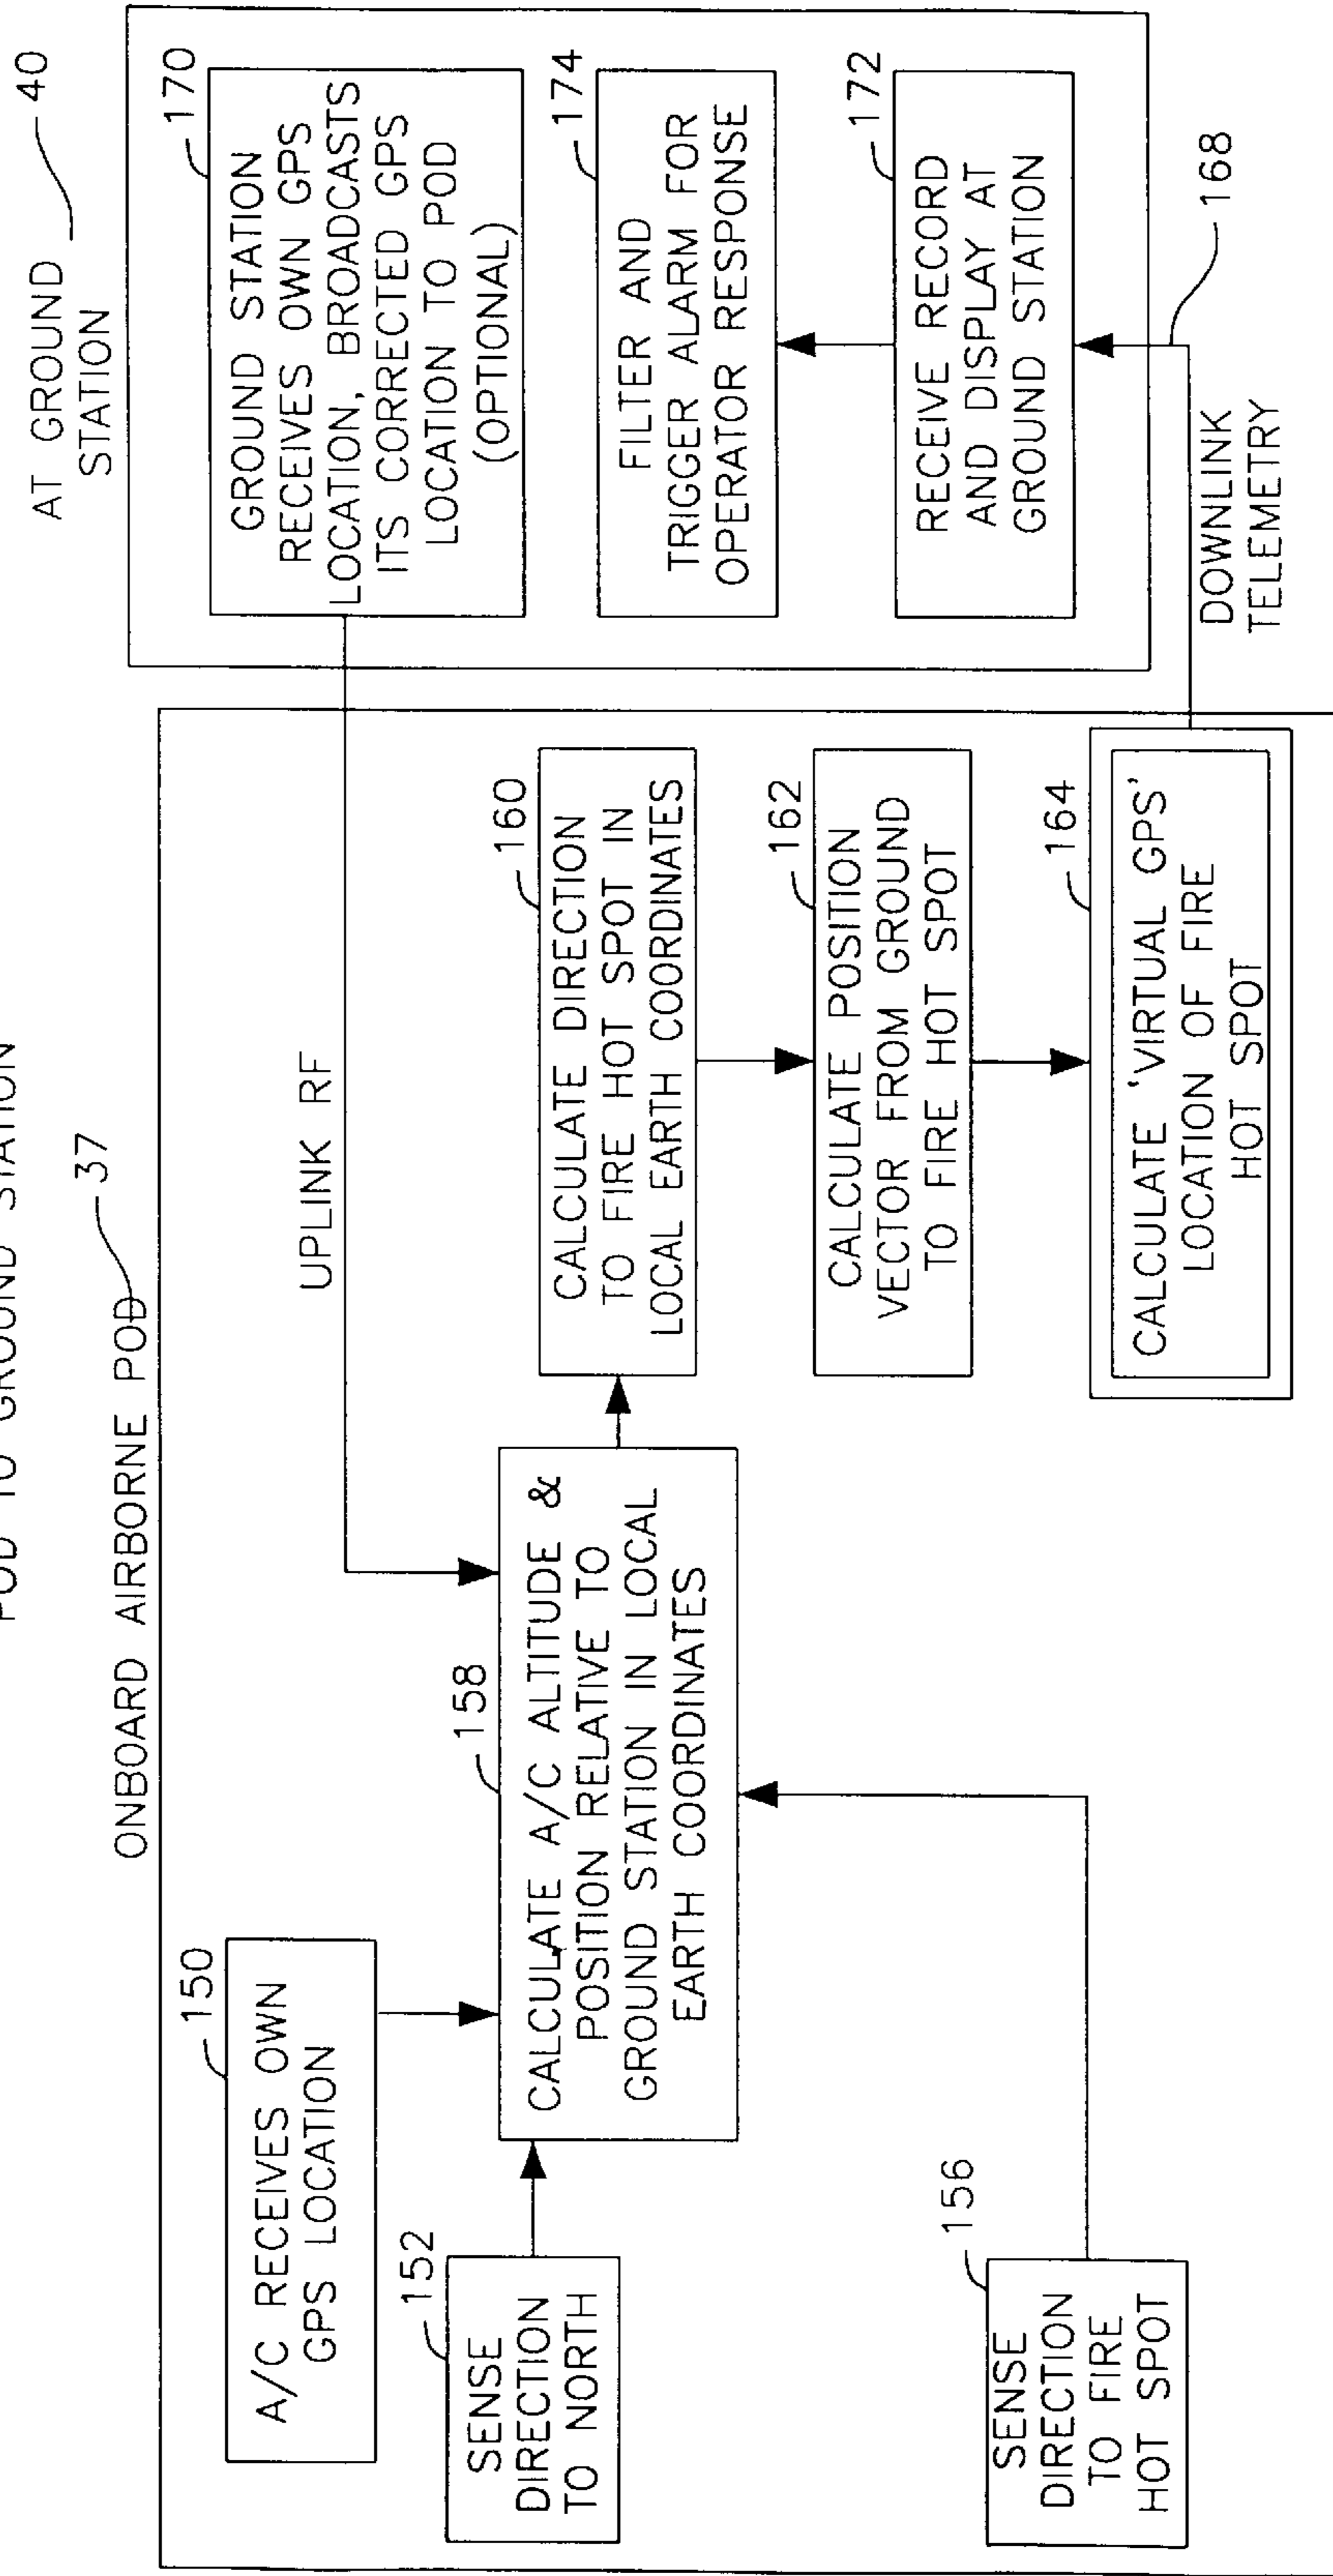 POD TO GROUND STATION
ONBOARD AIRBORNE POD
37
AT GROUND
STATION
40
150
A/C RECEIVES OWN
GPS LOCATION
152
SENSE
DIRECTION
TO NORTH
156
SENSE
DIRECTION
TO FIRE
HOT SPOT
158
CALCULATE A/C ALTITUDE &
POSITION RELATIVE TO
GROUND STATION IN LOCAL
EARTH COORDINATES
UPLINK RF
160
CALCULATE DIRECTION
TO FIRE HOT SPOT IN
LOCAL EARTH COORDINATES
162
CALCULATE POSITION
VECTOR FROM GROUND
TO FIRE HOT SPOT
164
CALCULATE 'VIRTUAL GPS'
LOCATION OF FIRE
HOT SPOT
170
GROUND STATION
RECEIVES OWN GPS
LOCATION, BROADCASTS
ITS CORRECTED GPS
LOCATION TO POD
(OPTIONAL)
174
FILTER AND
TRIGGER ALARM FOR
OPERATOR RESPONSE
172
RECEIVE RECORD
AND DISPLAY AT
GROUND STATION
168
DOWNLINK
TELEMETRY